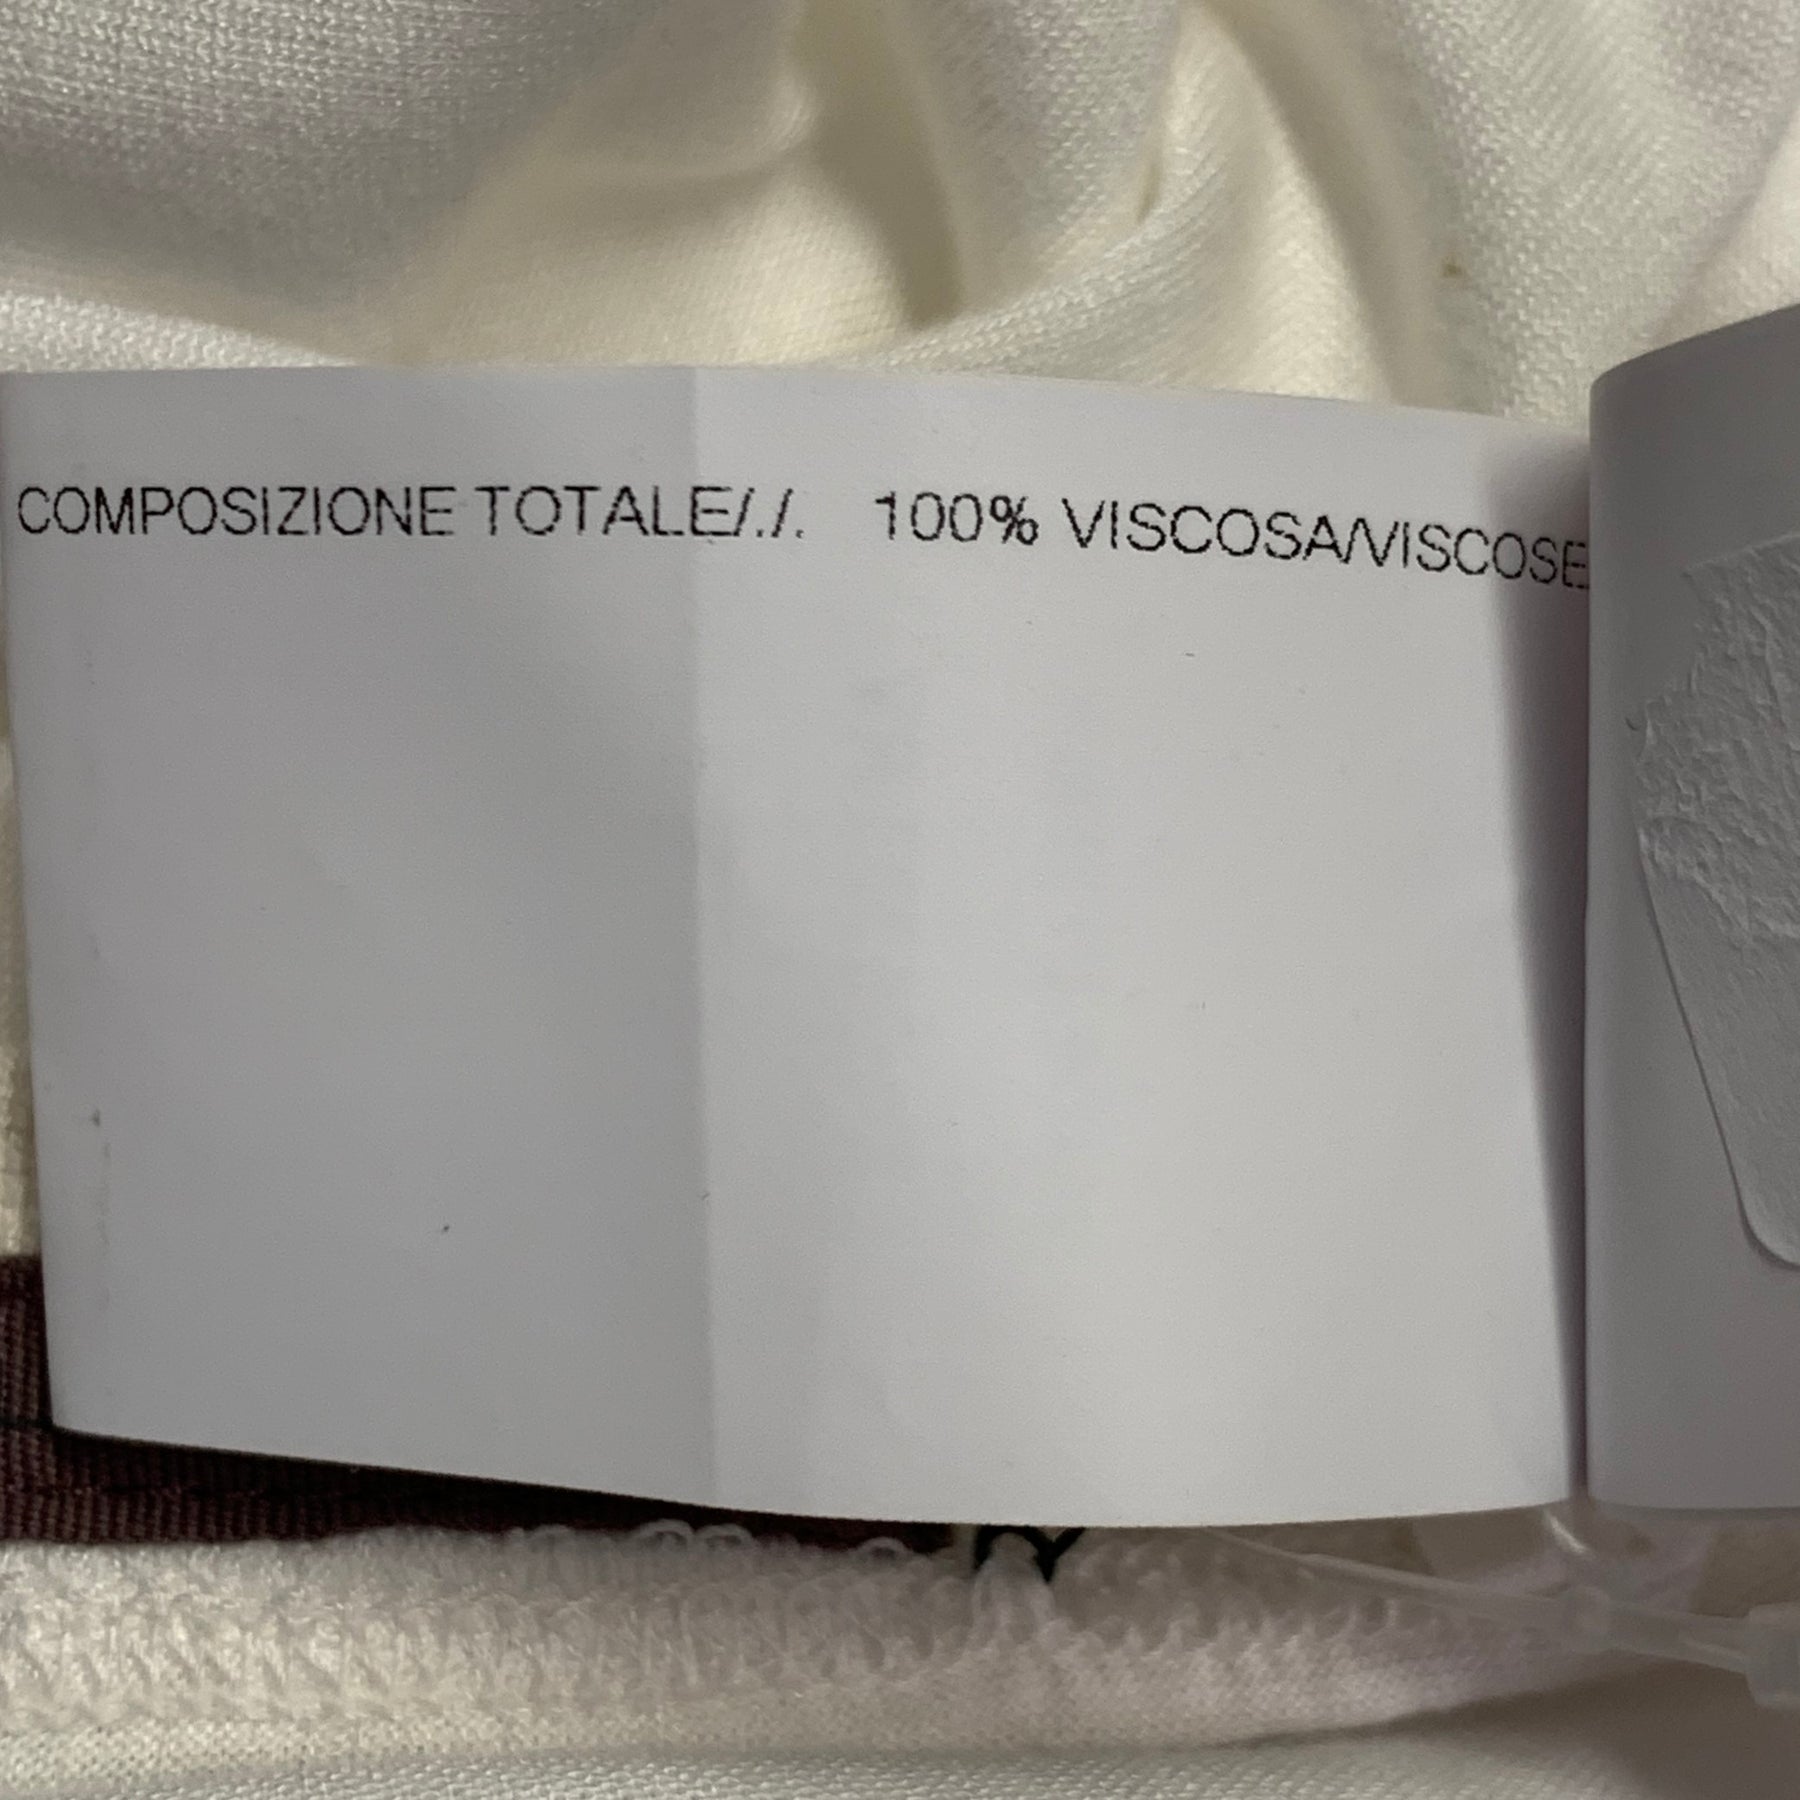 COMPOSIZIONE TOTALE/./. 100% VISCOSA/VISCOSE